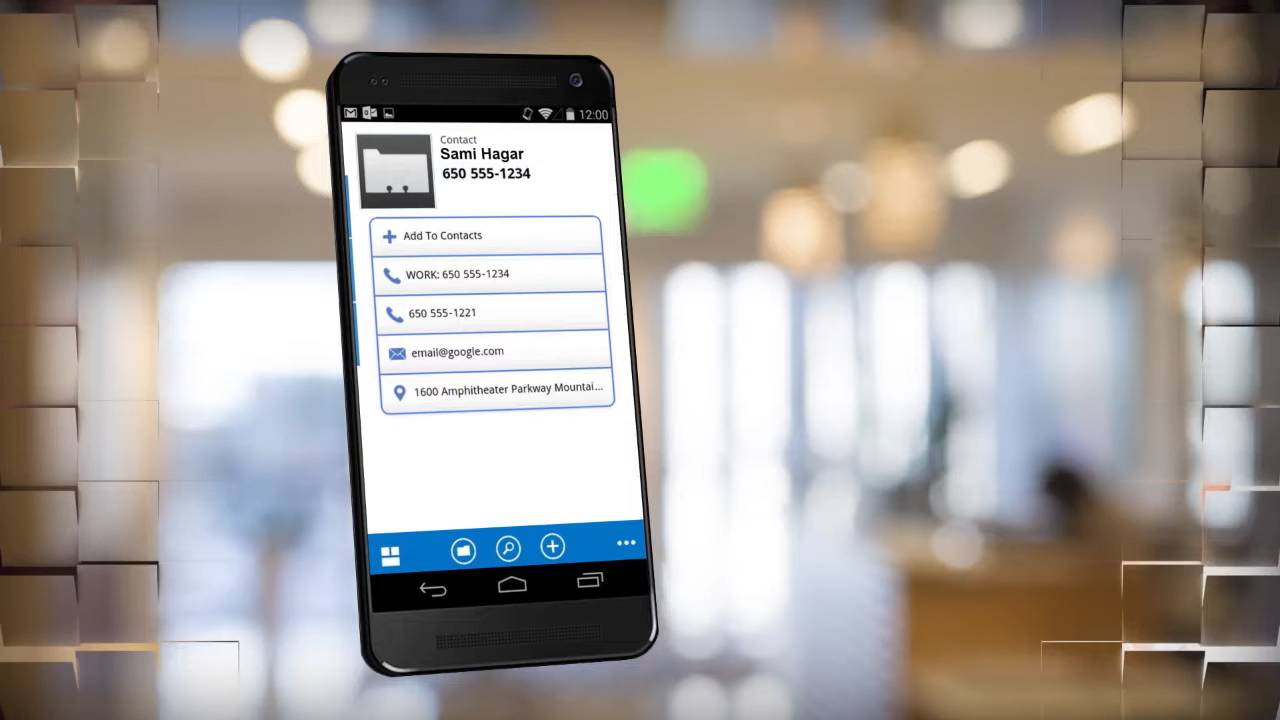 12:00
Contact
Sami Hagar
650 555-1234
Add To Contacts
WORK: 650 555-1234
650 555-1221
email@google.com
1600 Amphitheater Parkway Mountai...